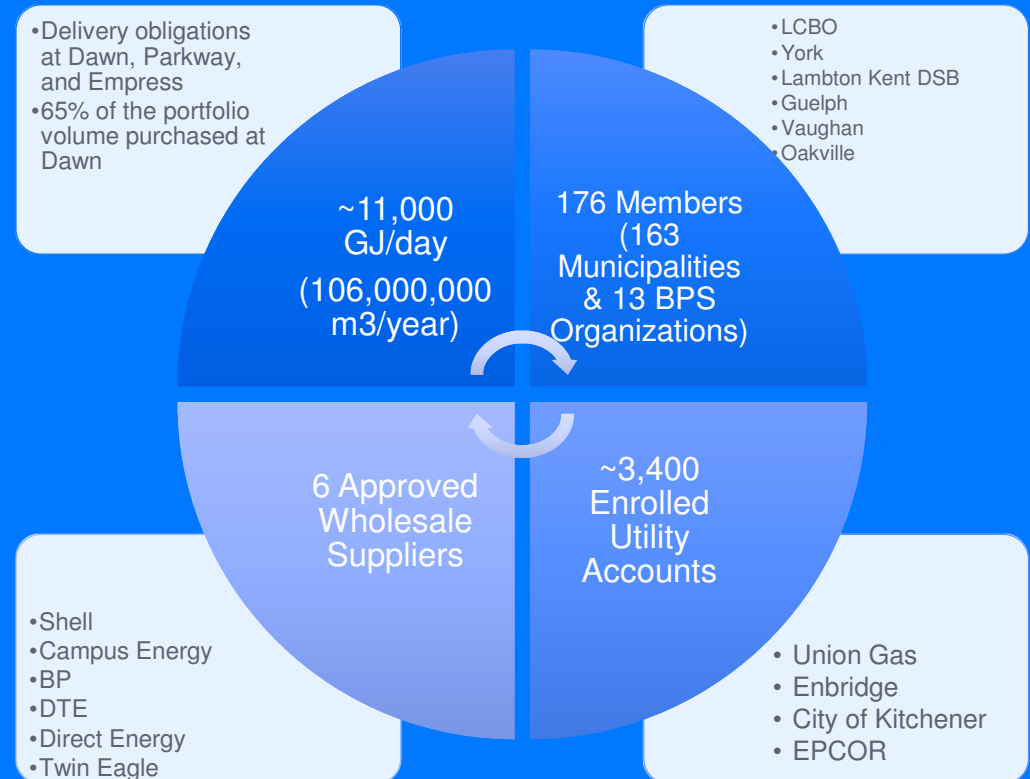 •Delivery obligations
at Dawn, Parkway,
and Empress
•65% of the portfolio
volume purchased at
Dawn
•LCBO
•York
•Lambton Kent DSB
•Guelph
•Vaughan
•Oakville
~11,000
GJ/day
(106,000,000
m3/year)
176 Members
(163
Municipalities
& 13 BPS
Organizations)
6 Approved
Wholesale
Suppliers
~3,400
Enrolled
Utility
Accounts
•Shell
•Campus Energy
•BP
•DTE
•Direct Energy
•Twin Eagle
• Union Gas
• Enbridge
• City of Kitchener
• EPCOR